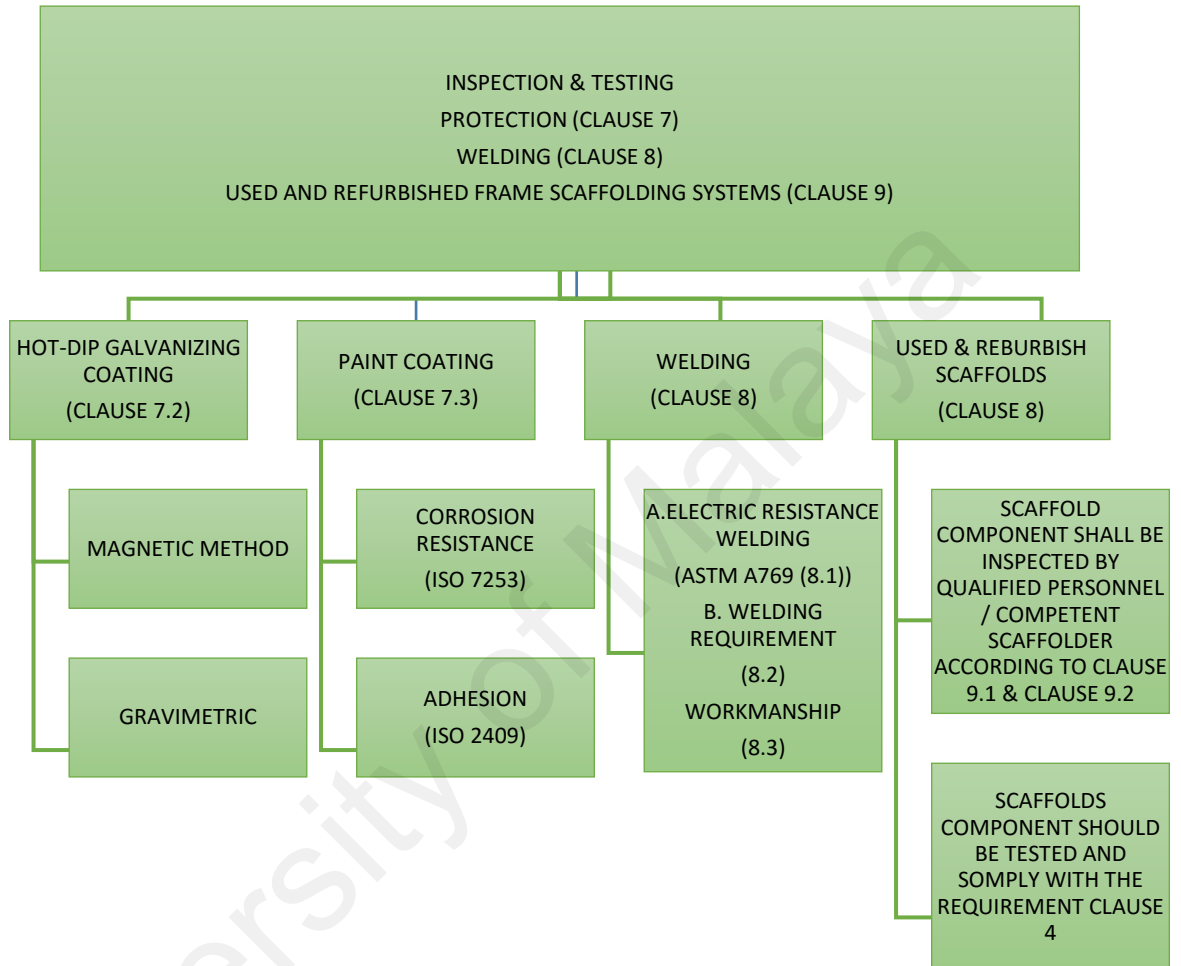 INSPECTION & TESTING
PROTECTION (CLAUSE 7)
WELDING (CLAUSE 8)
USED AND REFURBISHED FRAME SCAFFOLDING SYSTEMS (CLAUSE 9)
HOT-DIP GALVANIZING
COATING
(CLAUSE 7.2)
MAGNETIC METHOD
GRAVIMETRIC
PAINT COATING
(CLAUSE 7.3)
CORROSION
RESISTANCE
(ISO 7253)
ADHESION
(ISO 2409)
WELDING
(CLAUSE 8)
A.ELECTRIC RESISTANCE
WELDING
(ASTM A769 (8.1))
B. WELDING
REQUIREMENT
(8.2)
WORKMANSHIP
(8.3)
USED & REBURBISH
SCAFFOLDS
(CLAUSE 8)
SCAFFOLD
COMPONENT SHALL BE
INSPECTED BY
QUALIFIED PERSONNEL
/ COMPETENT
SCAFFOLDER
ACCORDING TO CLAUSE
9.1 & CLAUSE 9.2
SCAFFOLDS
COMPONENT SHOULD
BE TESTED AND
SOMPLY WITH THE
REQUIREMENT CLAUSE
4
ersity of Malaya